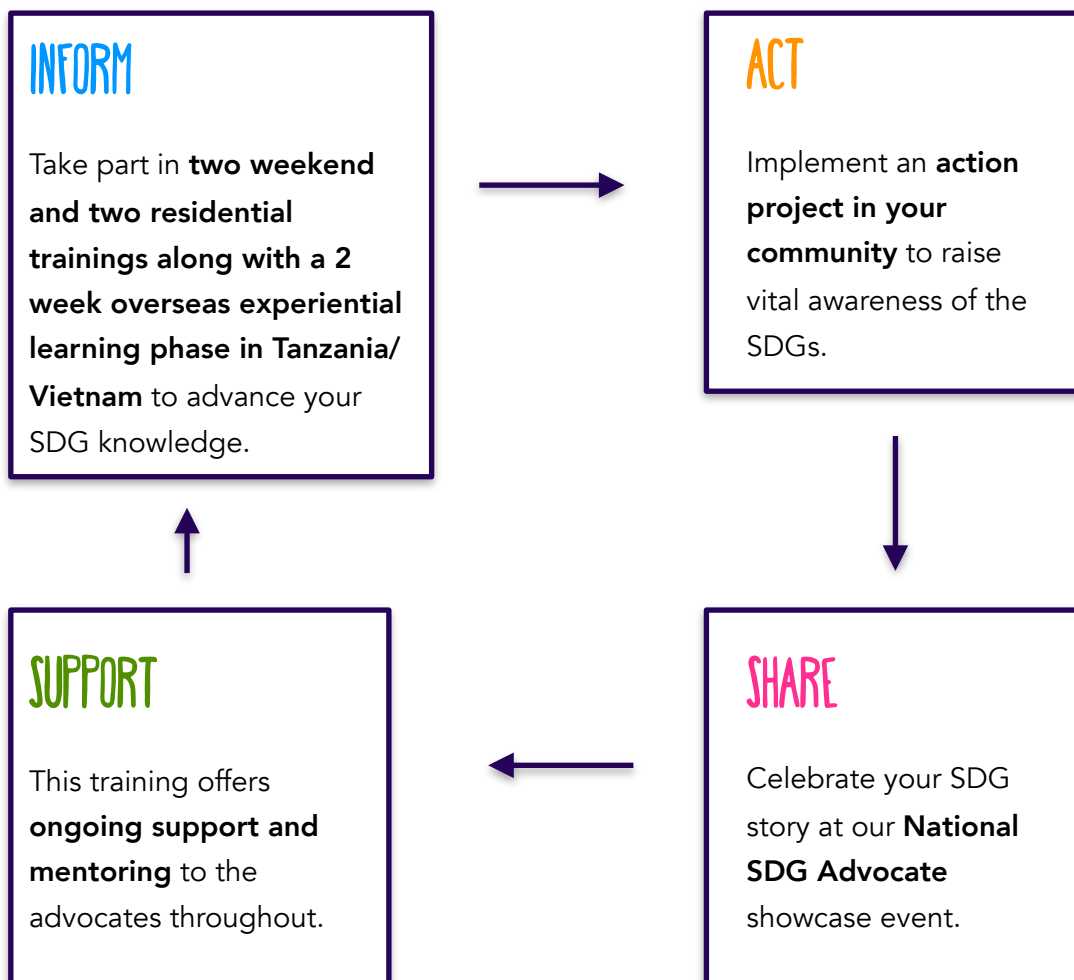 INFORM
Take part in two weekend
and two residential
trainings along with a 2
week overseas experiential
learning phase in Tanzania/
Vietnam to advance your
SDG knowledge.
ACT
Implement an action
project in your
community to raise
vital awareness of the
SDGs.
SUPPORT
This training offers
ongoing support and
mentoring to the
advocates throughout.
SHARE
Celebrate your SDG
story at our National
SDG Advocate
showcase event.